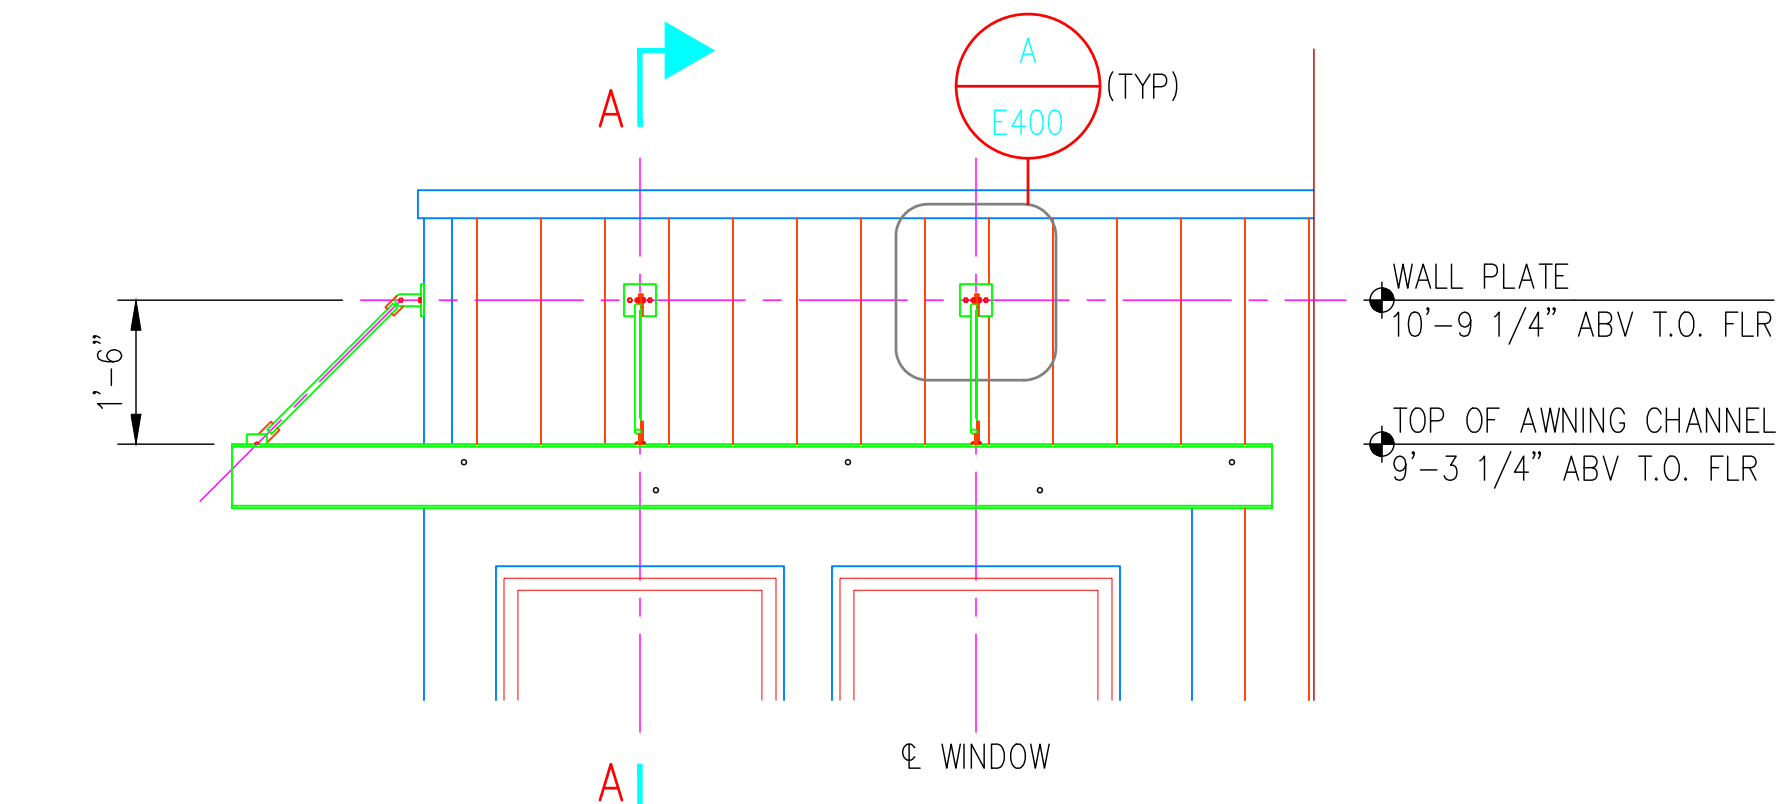 A
A
E400
(TYP)
WALL PLATE
10'-9 1/4" ABV T.O. FLR
1'-6"
TOP OF AWNING CHANNEL
9'-3 1/4" ABV T.O. FLR
℄ WINDOW
A